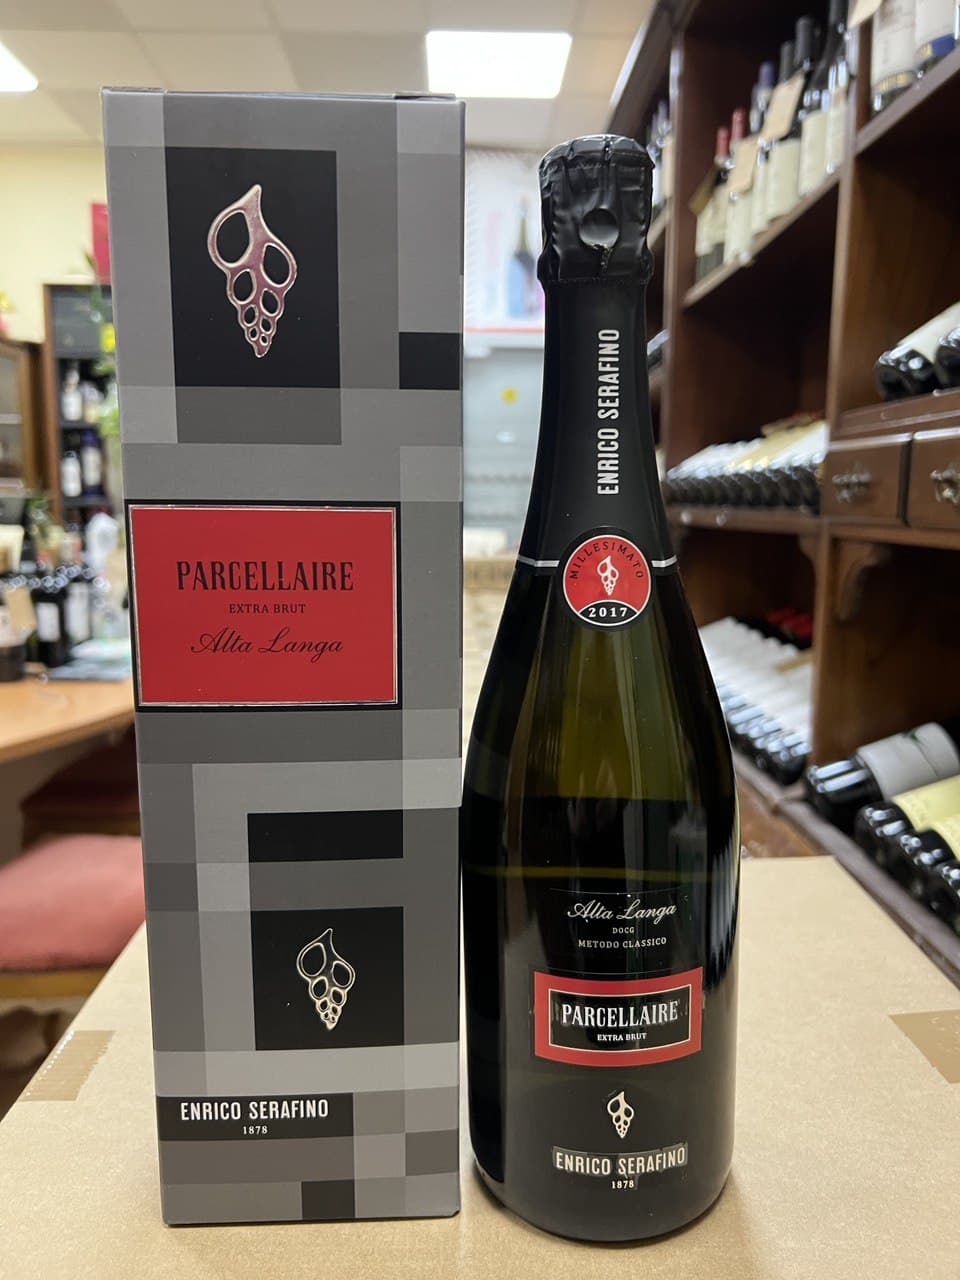 PARCELLAIRE
EXTRA BRUT
Alta Langa
ENRICO SERAFINO
1878
ENRICO SERAFINO
MILLESIMATO
2017
Alta Langa
DOCG
METODO CLASSICO
PARCELLAIRE
EXTRA BRUT
ENRICO SERAFINO
1878